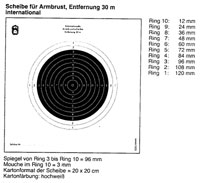 Scheibe für Armbrust, Entfernung 30 m
international
Ring 10: 12 mm
Ring 9: 24 mm
Ring 8: 36 mm
Ring 7: 48 mm
Ring 6: 60 mm
Ring 5: 72 mm
Ring 4: 84 mm
Ring 3: 96 mm
Ring 2: 108 mm
Ring 1: 120 mm
Spiegel von Ring 3 bis Ring 10 = 96 mm
Mouche im Ring 10 = 3 mm
Kartonformat der Scheibe = 20 x 20 cm
Kartonfärbung: hochweiß